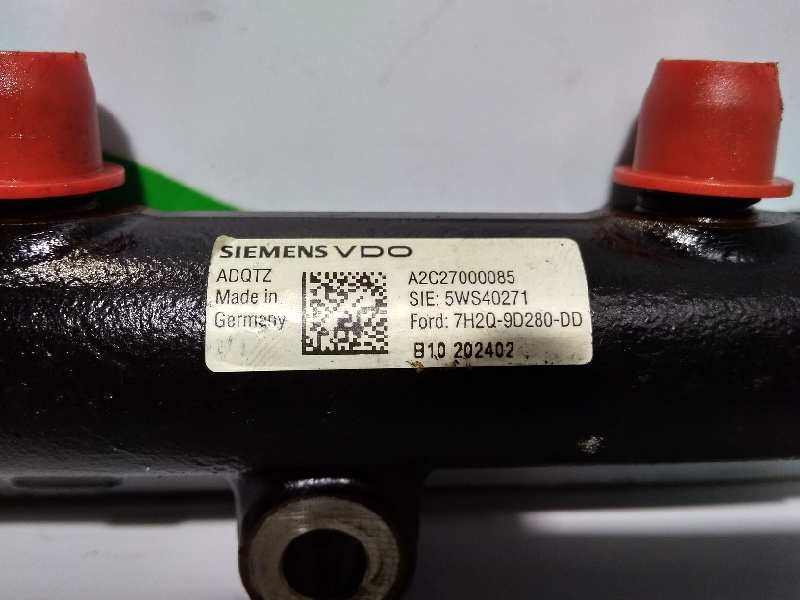 SIEMENS VDO
ADQTZ
Made in
Germany
A2C27000085
SIE: 5WS40271
Ford: 7H2Q-9D280-DD
B10 202402